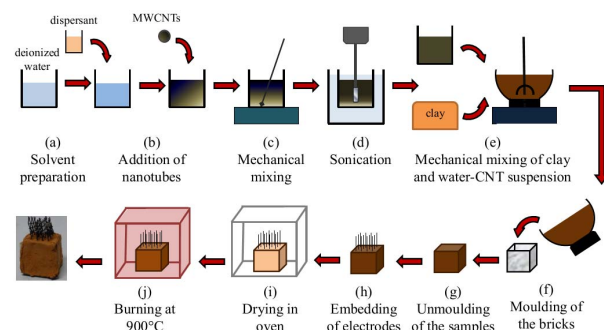 dispersant
MWCNTs
deionized
water
clay
(a)
Solvent
preparation
(b)
Addition of
nanotubes
(c)
Mechanical
mixing
(d)
Sonication
(e)
Mechanical mixing of clay
and water-CNT suspension
(f)
Moulding of
the bricks
(g)
Unmoulding
of the samples
(h)
Embedding
of electrodes
(i)
Drying in
oven
(j)
Burning at
900°C